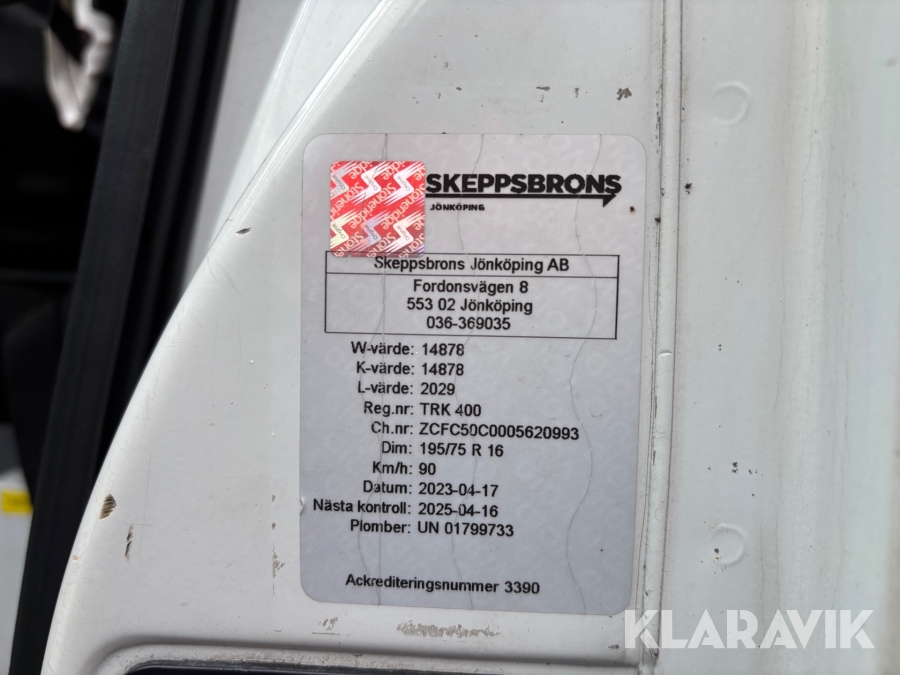 SKEPPSBRONS
JÖNKÖPING
Stoneridge
Skeppsbrons Jönköping AB
Fordonsvägen 8
553 02 Jönköping
036-369035
W-värde: 14878
K-värde: 14878
L-värde: 2029
Reg.nr: TRK 400
Ch.nr: ZCFC50C0005620993
Dim: 195/75 R 16
Km/h: 90
Datum: 2023-04-17
Nästa kontroll: 2025-04-16
Plomber: UN 01799733
Ackrediteringsnummer 3390
KLARAVIK